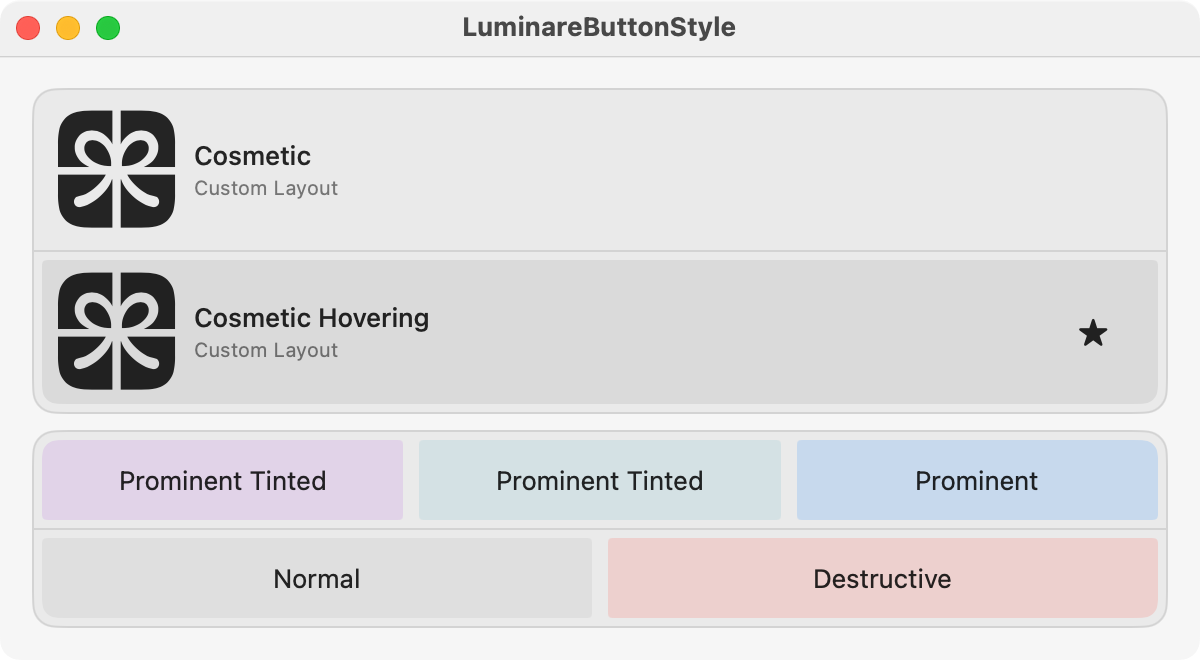 LuminareButtonStyle
Cosmetic
Custom Layout
Cosmetic Hovering
Custom Layout
Prominent Tinted
Prominent Tinted
Prominent
Normal
Destructive